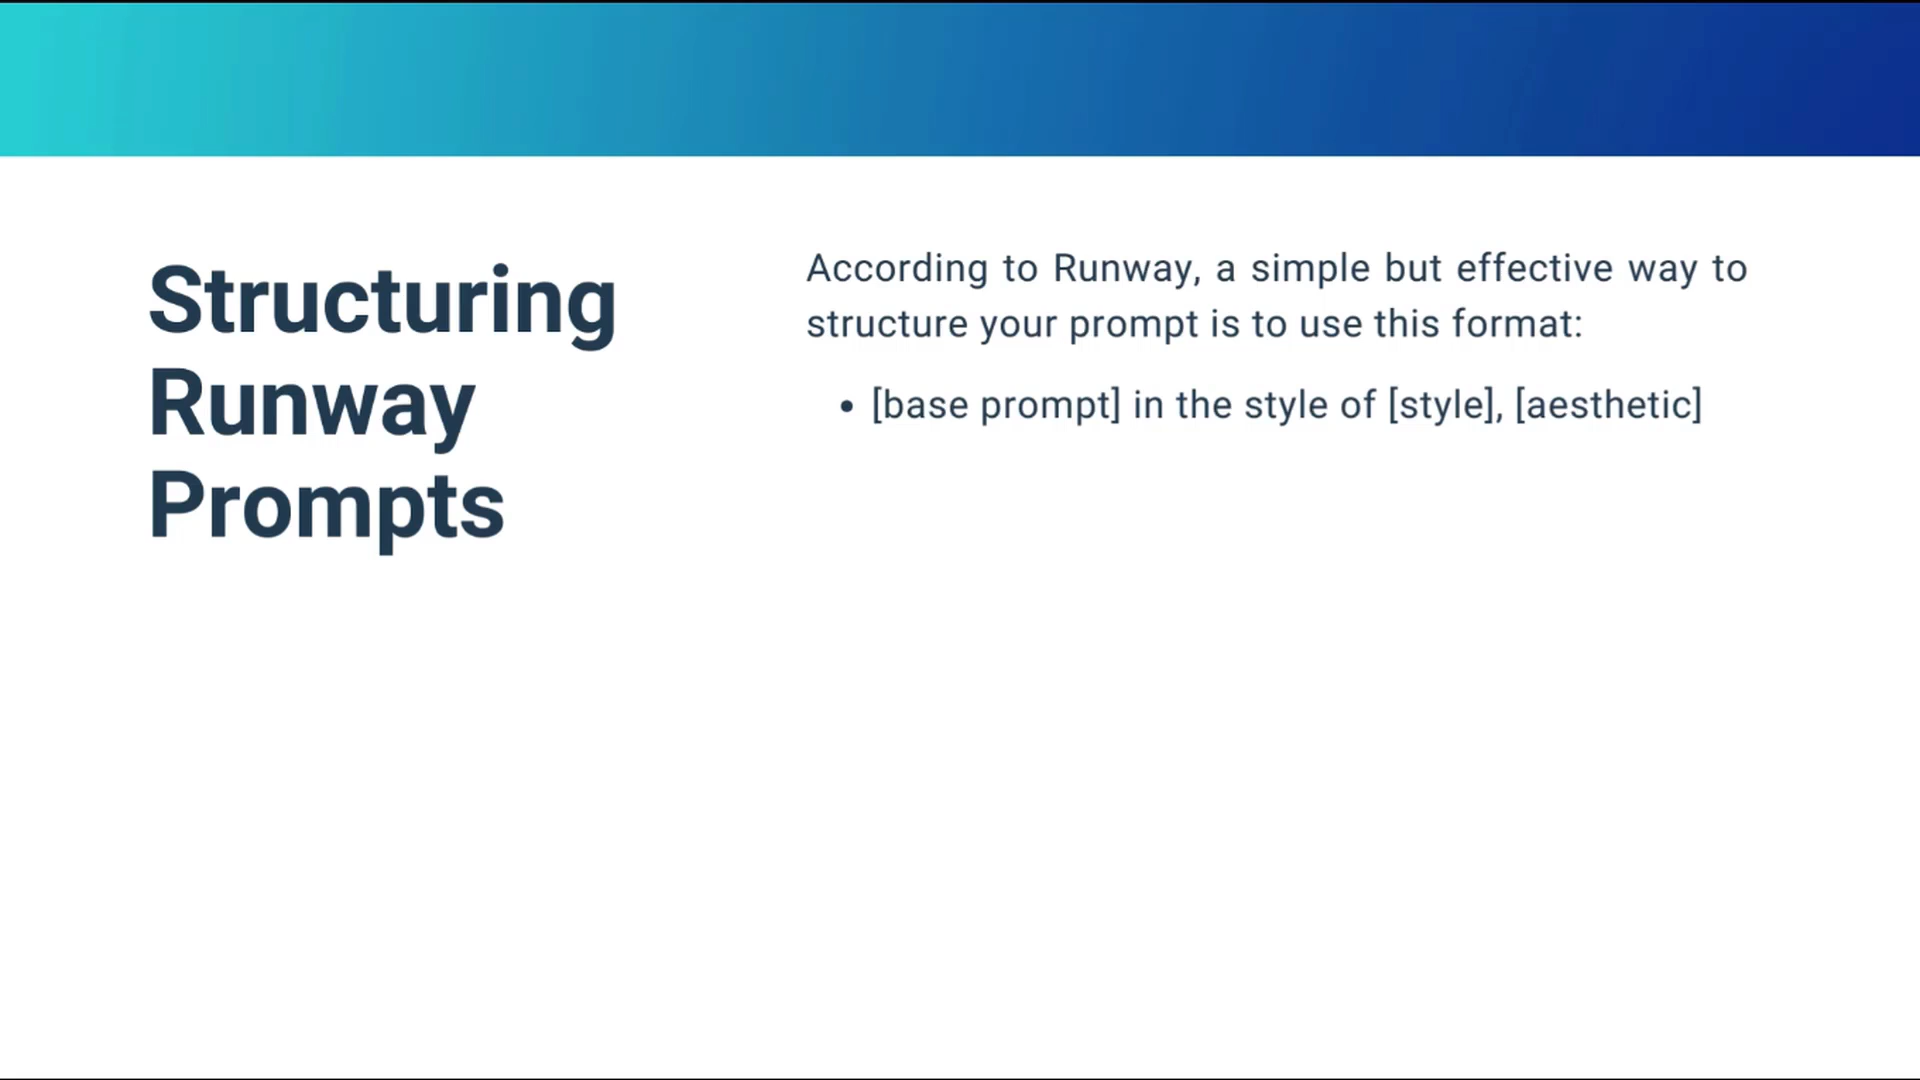 Structuring
Runway
Prompts
According to Runway, a simple but effective way to
structure your prompt is to use this format:
• [base prompt] in the style of [style], [aesthetic]